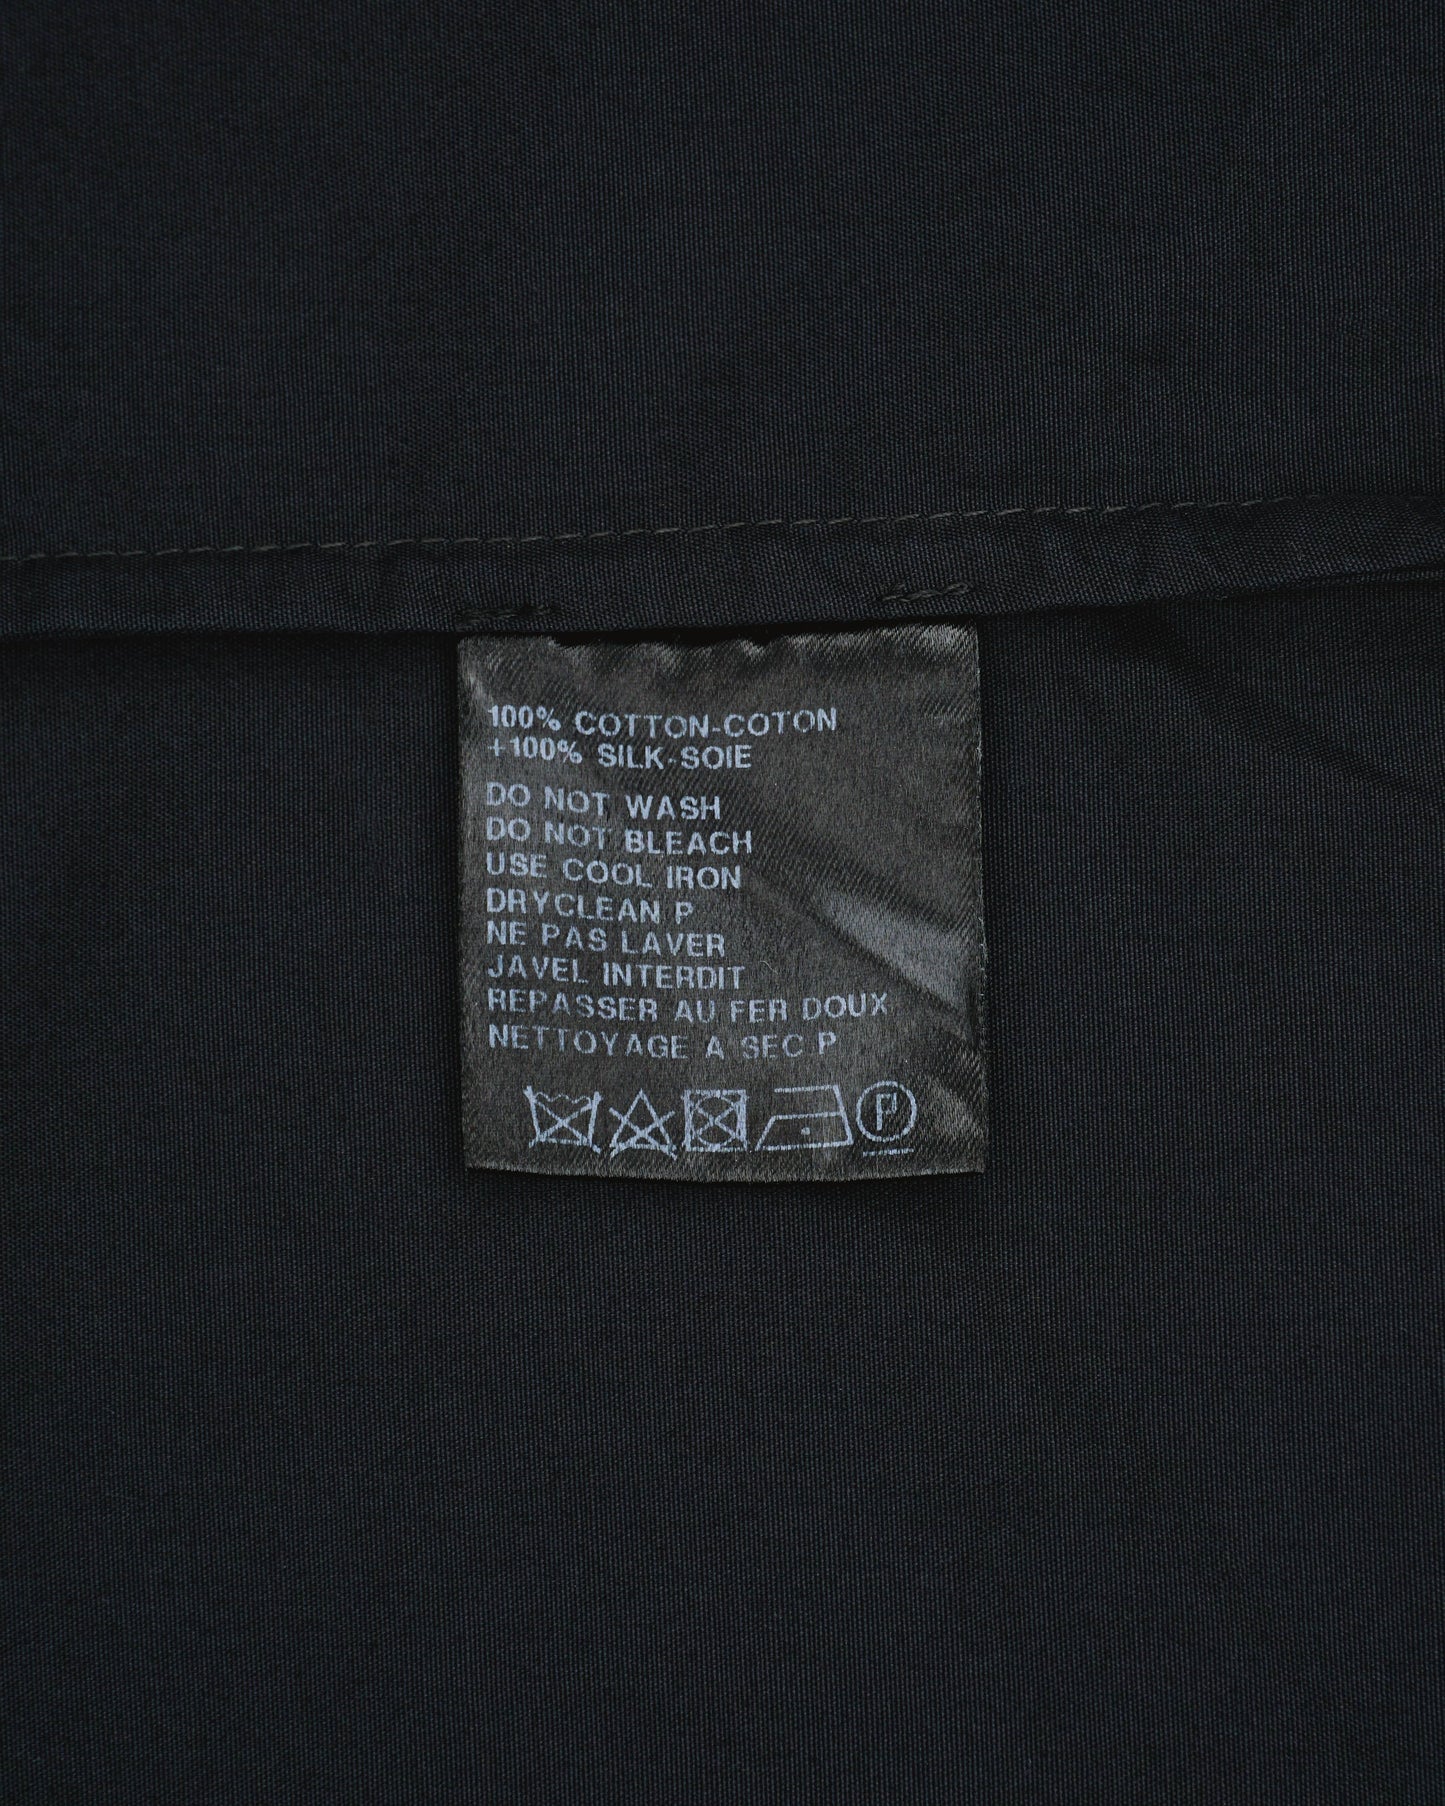 100% COTTON-COTON
+100% SILK-SOIE
DO NOT WASH
DO NOT BLEACH
USE COOL IRON
DRYCLEAN P
NE PAS LAVER
JAVEL INTERDIT
REPASSER AU FER DOUX
NETTOYAGE A SEC P
P